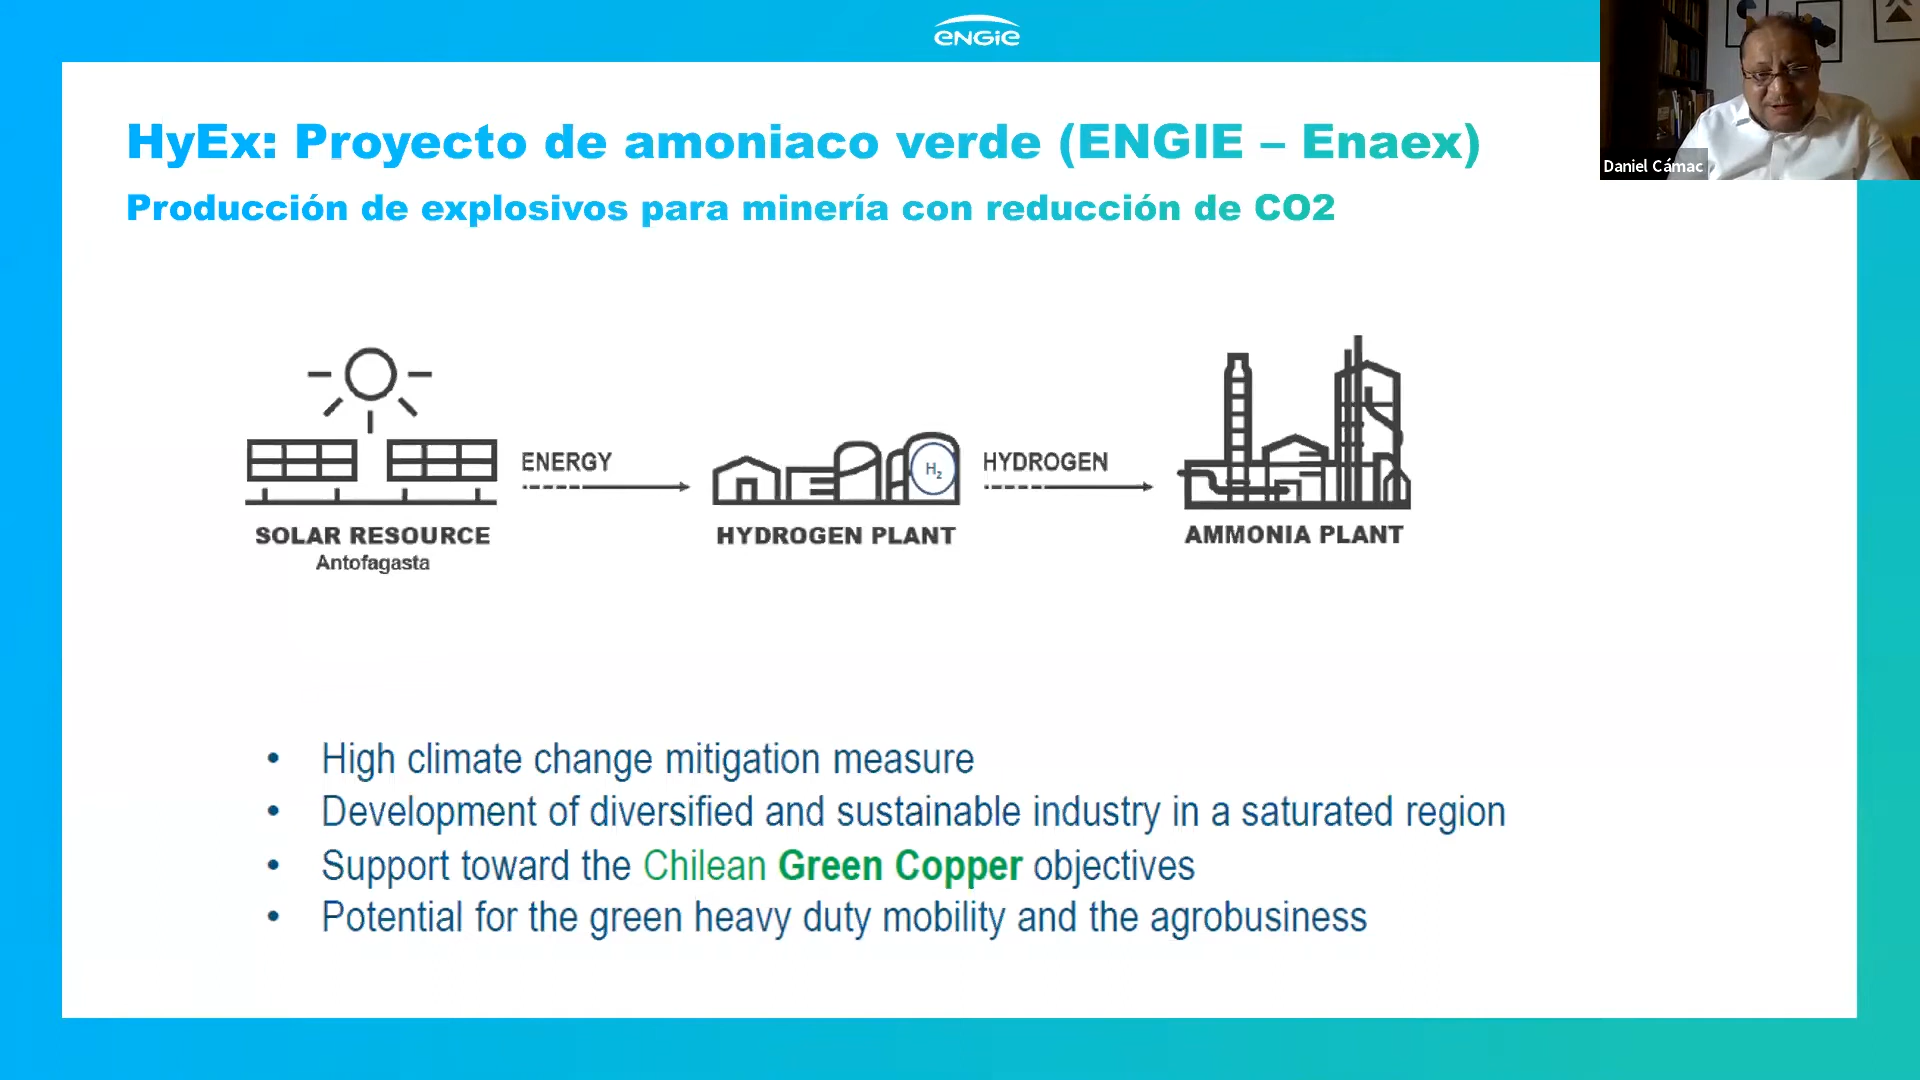 ENGIE
HyEx: Proyecto de amoniaco verde (ENGIE – Enaex)
Producción de explosivos para minería con reducción de CO2
Daniel Cámac
ENERGY
H₂
HYDROGEN
SOLAR RESOURCE
Antofagasta
HYDROGEN PLANT
AMMONIA PLANT
• High climate change mitigation measure
• Development of diversified and sustainable industry in a saturated region
• Support toward the Chilean Green Copper objectives
• Potential for the green heavy duty mobility and the agrobusiness